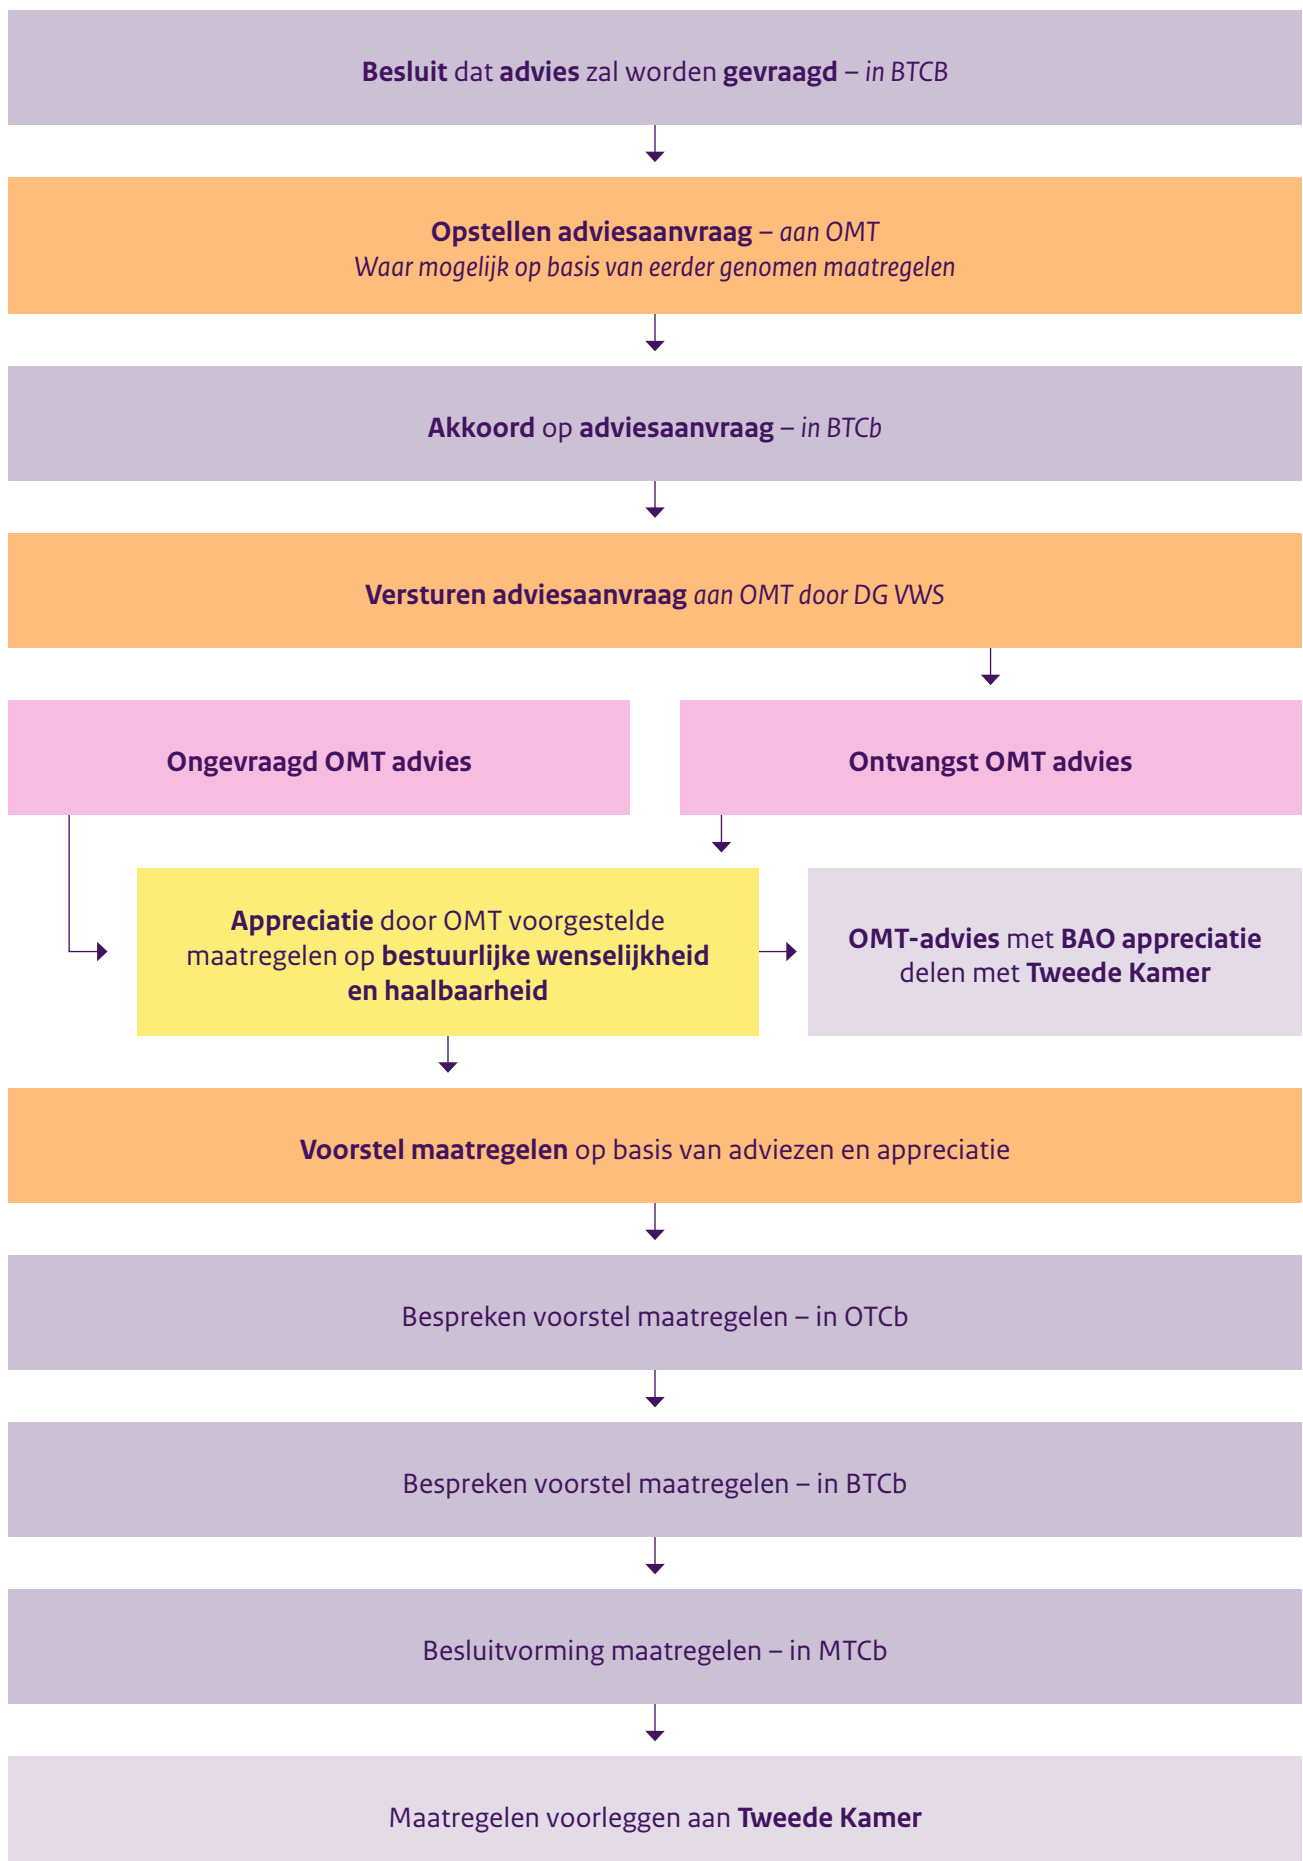 Besluit dat advies zal worden gevraagd – in BTCB
Opstellen adviesaanvraag – aan OMT
Waar mogelijk op basis van eerder genomen maatregelen
Akkoord op adviesaanvraag – in BTCb
Versturen adviesaanvraag aan OMT door DG VWS
Ongevraagd OMT advies
Ontvangst OMT advies
Appreciatie door OMT voorgestelde
maatregelen op bestuurlijke wenselijkheid
en haalbaarheid
OMT-advies met BAO appreciatie
delen met Tweede Kamer
Voorstel maatregelen op basis van adviezen en appreciatie
Bespreken voorstel maatregelen – in OTCb
Bespreken voorstel maatregelen – in BTCb
Besluitvorming maatregelen – in MTCb
Maatregelen voorleggen aan Tweede Kamer